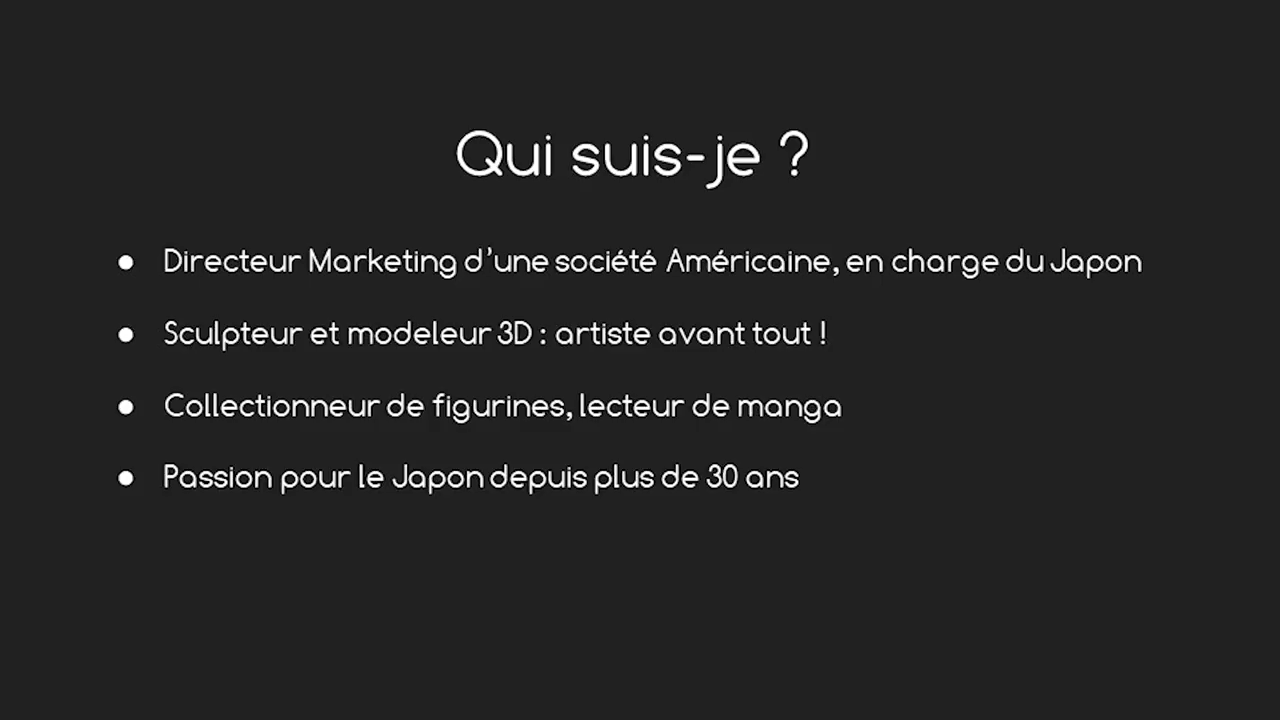 Qui suis-je ?
● Directeur Marketing d'une société Américaine, en charge du Japon
● Sculpteur et modeleur 3D : artiste avant tout !
● Collectionneur de figurines, lecteur de manga
● Passion pour le Japon depuis plus de 30 ans